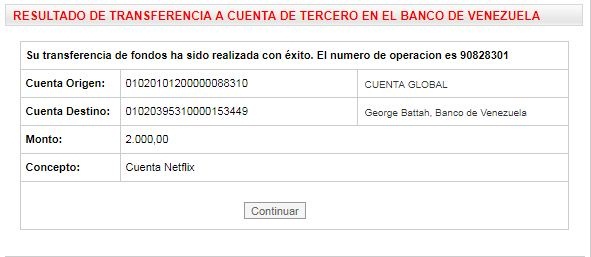 RESULTADO DE TRANSFERENCIA A CUENTA DE TERCERO EN EL BANCO DE VENEZUELA
Su transferencia de fondos ha sido realizada con éxito. El numero de operacion es 90828301
Cuenta Origen: 01020101200000088310 CUENTA GLOBAL
Cuenta Destino: 01020395310000153449 George Battah, Banco de Venezuela
Monto: 2.000,00
Concepto: Cuenta Netflix
Continuar